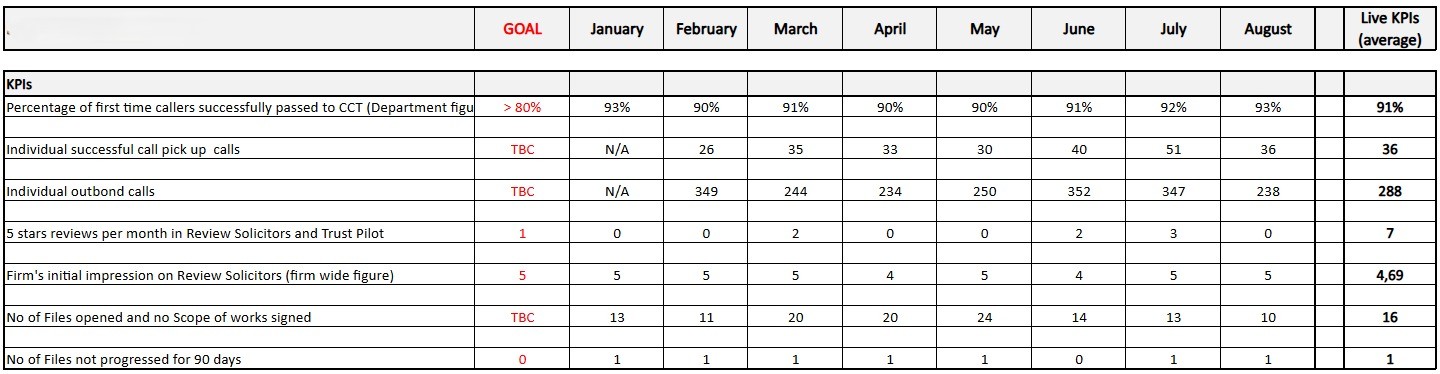 GOAL January February March April May June July August Live KPIs (average)
KPIs
Percentage of first time callers successfully passed to CCT (Department figu > 80% 93% 90% 91% 90% 90% 91% 92% 93% 91%
Individual successful call pick up calls TBC N/A 26 35 33 30 40 51 36 36
Individual outbond calls TBC N/A 349 244 234 250 352 347 238 288
5 stars reviews per month in Review Solicitors and Trust Pilot 1 0 0 2 0 0 2 3 0 7
Firm's initial impression on Review Solicitors (firm wide figure) 5 5 5 5 4 5 4 5 5 4,69
No of Files opened and no Scope of works signed TBC 13 11 20 20 24 14 13 10 16
No of Files not progressed for 90 days 0 1 1 1 1 1 0 1 1 1